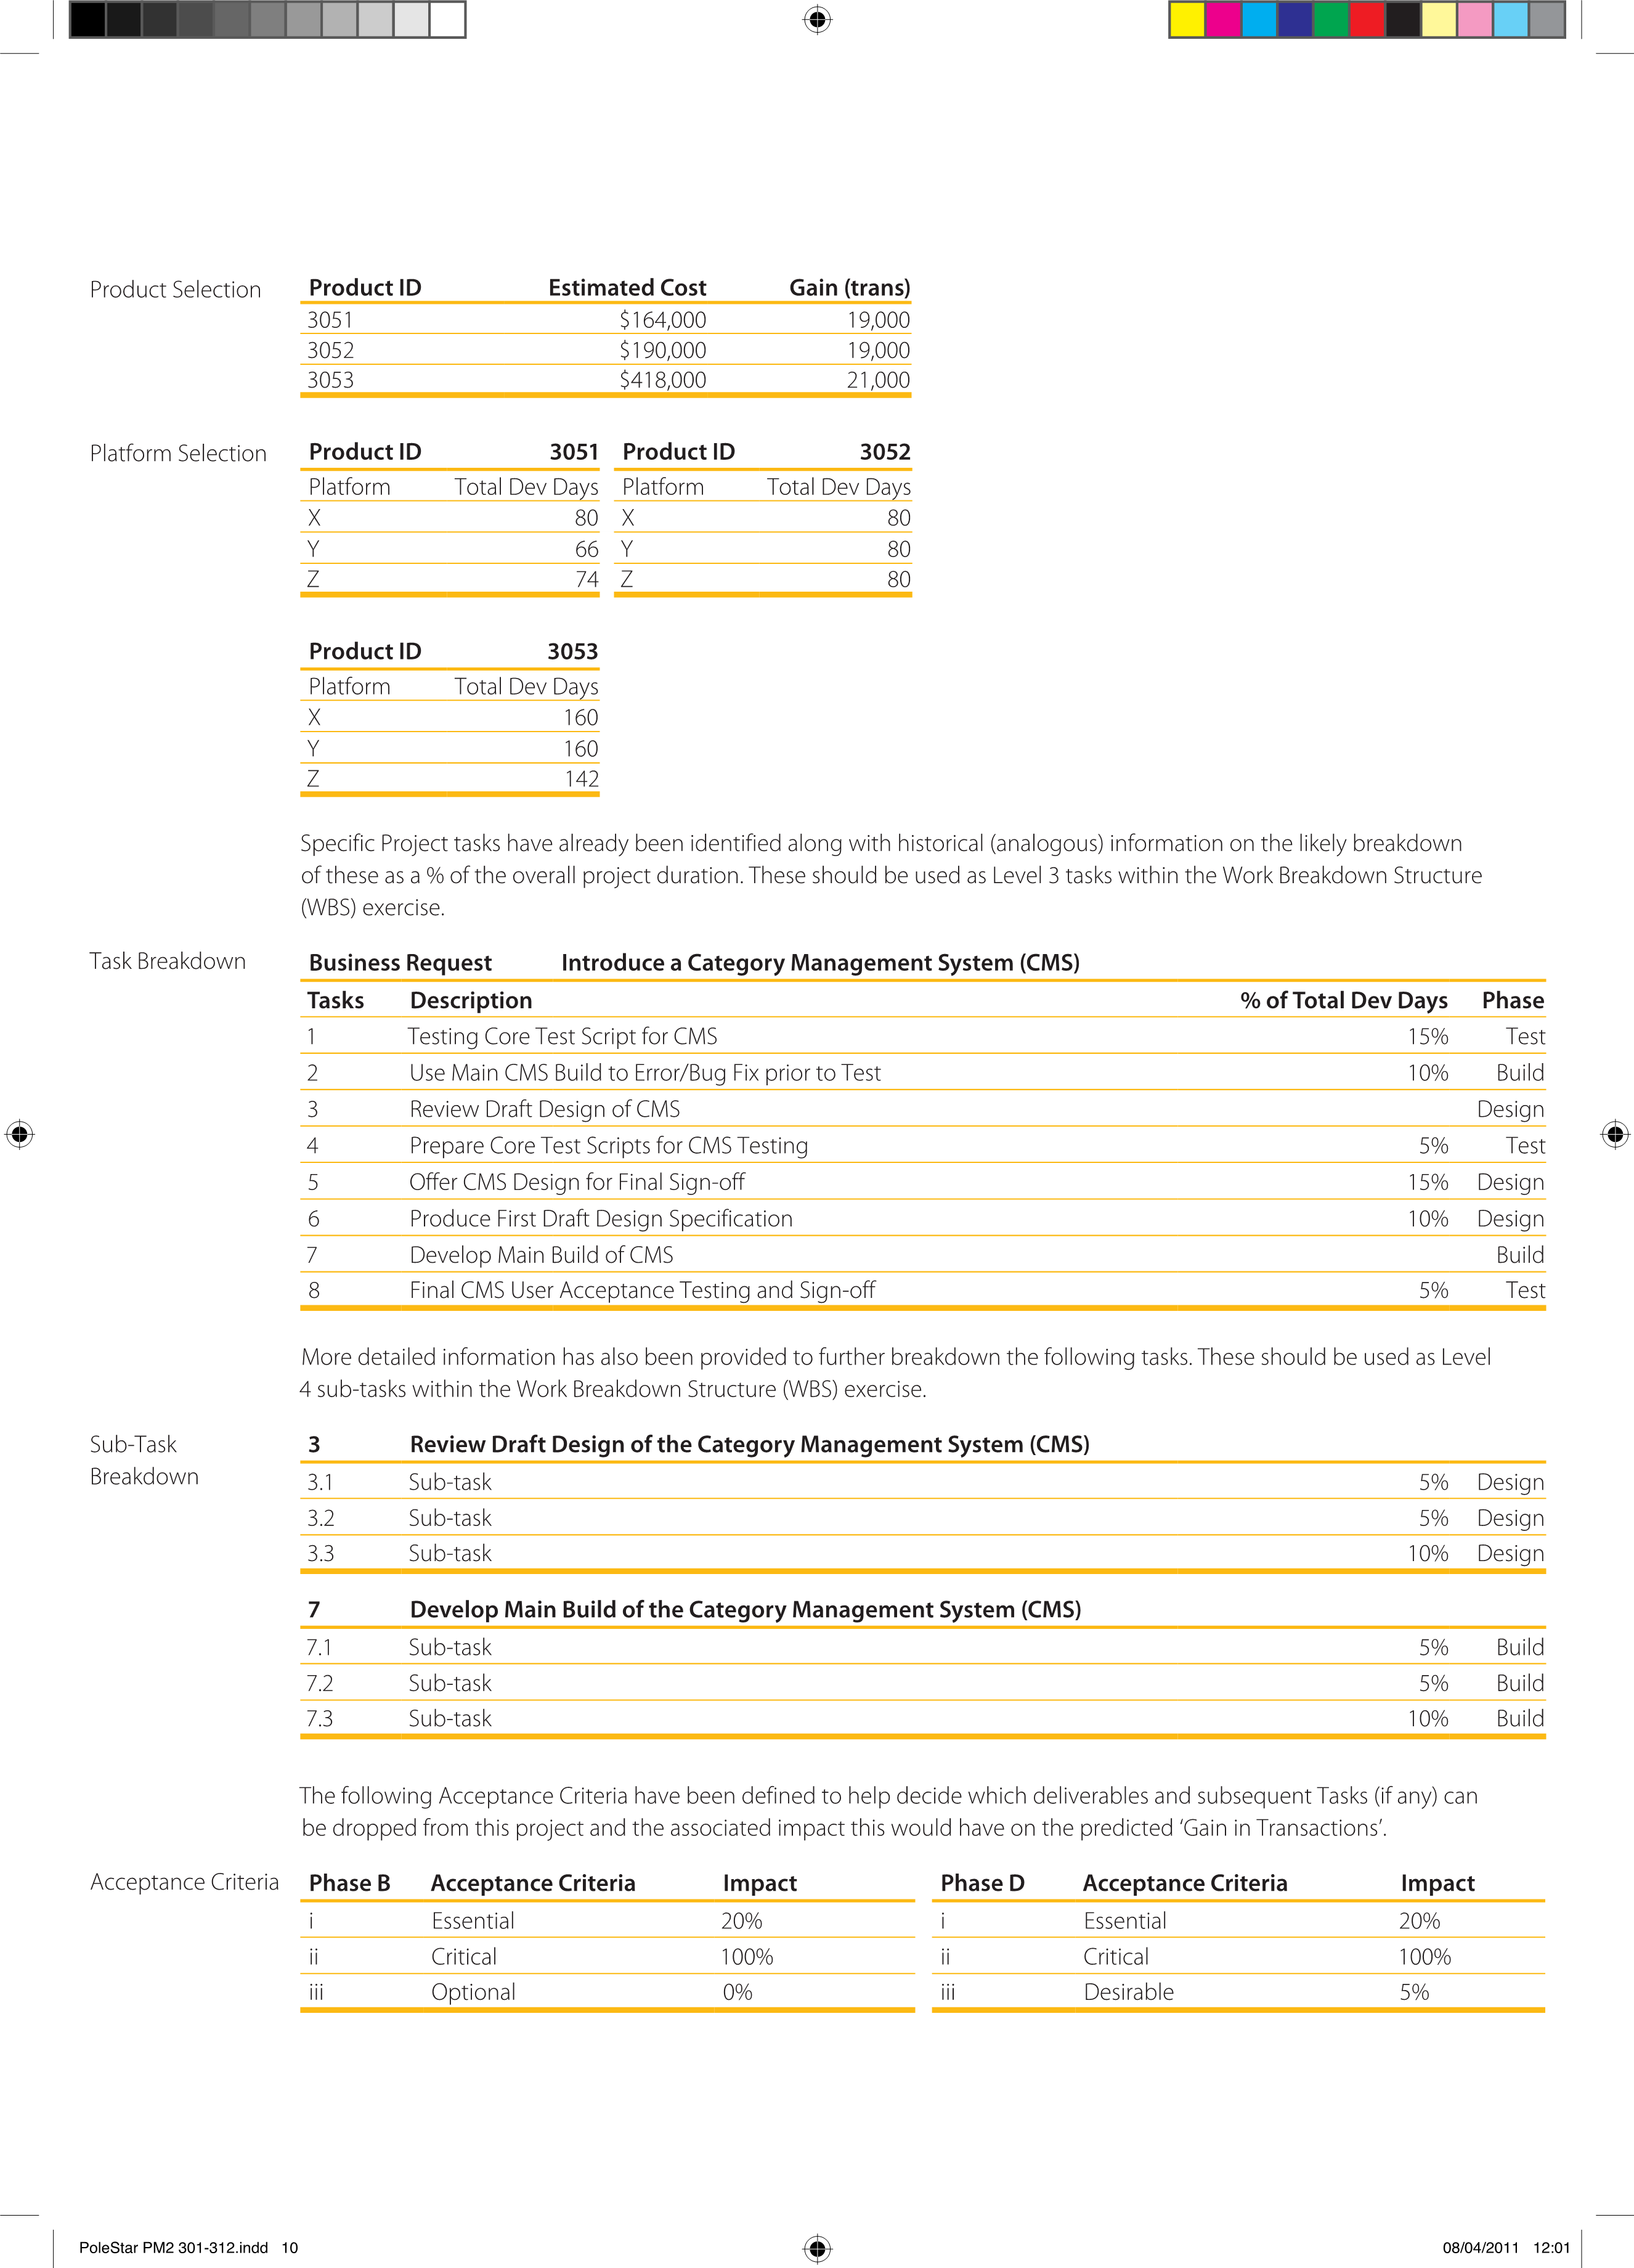 Product Selection
Product ID Estimated Cost Gain (trans)
3051 $164,000 19,000
3052 $190,000 19,000
3053 $418,000 21,000
Platform Selection
Product ID 3051 Product ID 3052
Platform Total Dev Days Platform Total Dev Days
X 80 X 80
Y 66 Y 80
Z 74 Z 80
Product ID 3053
Platform Total Dev Days
X 160
Y 160
Z 142
Specific Project tasks have already been identified along with historical (analogous) information on the likely breakdown
of these as a % of the overall project duration. These should be used as Level 3 tasks within the Work Breakdown Structure
(WBS) exercise.
Task Breakdown
Business Request Introduce a Category Management System (CMS)
Tasks Description % of Total Dev Days Phase
1 Testing Core Test Script for CMS 15% Test
2 Use Main CMS Build to Error/Bug Fix prior to Test 10% Build
3 Review Draft Design of CMS Design
4 Prepare Core Test Scripts for CMS Testing 5% Test
5 Offer CMS Design for Final Sign-off 15% Design
6 Produce First Draft Design Specification 10% Design
7 Develop Main Build of CMS Build
8 Final CMS User Acceptance Testing and Sign-off 5% Test
More detailed information has also been provided to further breakdown the following tasks. These should be used as Level
4 sub-tasks within the Work Breakdown Structure (WBS) exercise.
Sub-Task
Breakdown
3 Review Draft Design of the Category Management System (CMS)
3.1 Sub-task 5% Design
3.2 Sub-task 5% Design
3.3 Sub-task 10% Design
7 Develop Main Build of the Category Management System (CMS)
7.1 Sub-task 5% Build
7.2 Sub-task 5% Build
7.3 Sub-task 10% Build
The following Acceptance Criteria have been defined to help decide which deliverables and subsequent Tasks (if any) can
be dropped from this project and the associated impact this would have on the predicted ‘Gain in Transactions’.
Acceptance Criteria
Phase B Acceptance Criteria Impact Phase D Acceptance Criteria Impact
i Essential 20% i Essential 20%
ii Critical 100% ii Critical 100%
iii Optional 0% iii Desirable 5%
PoleStar PM2 301-312.indd 10 08/04/2011 12:01